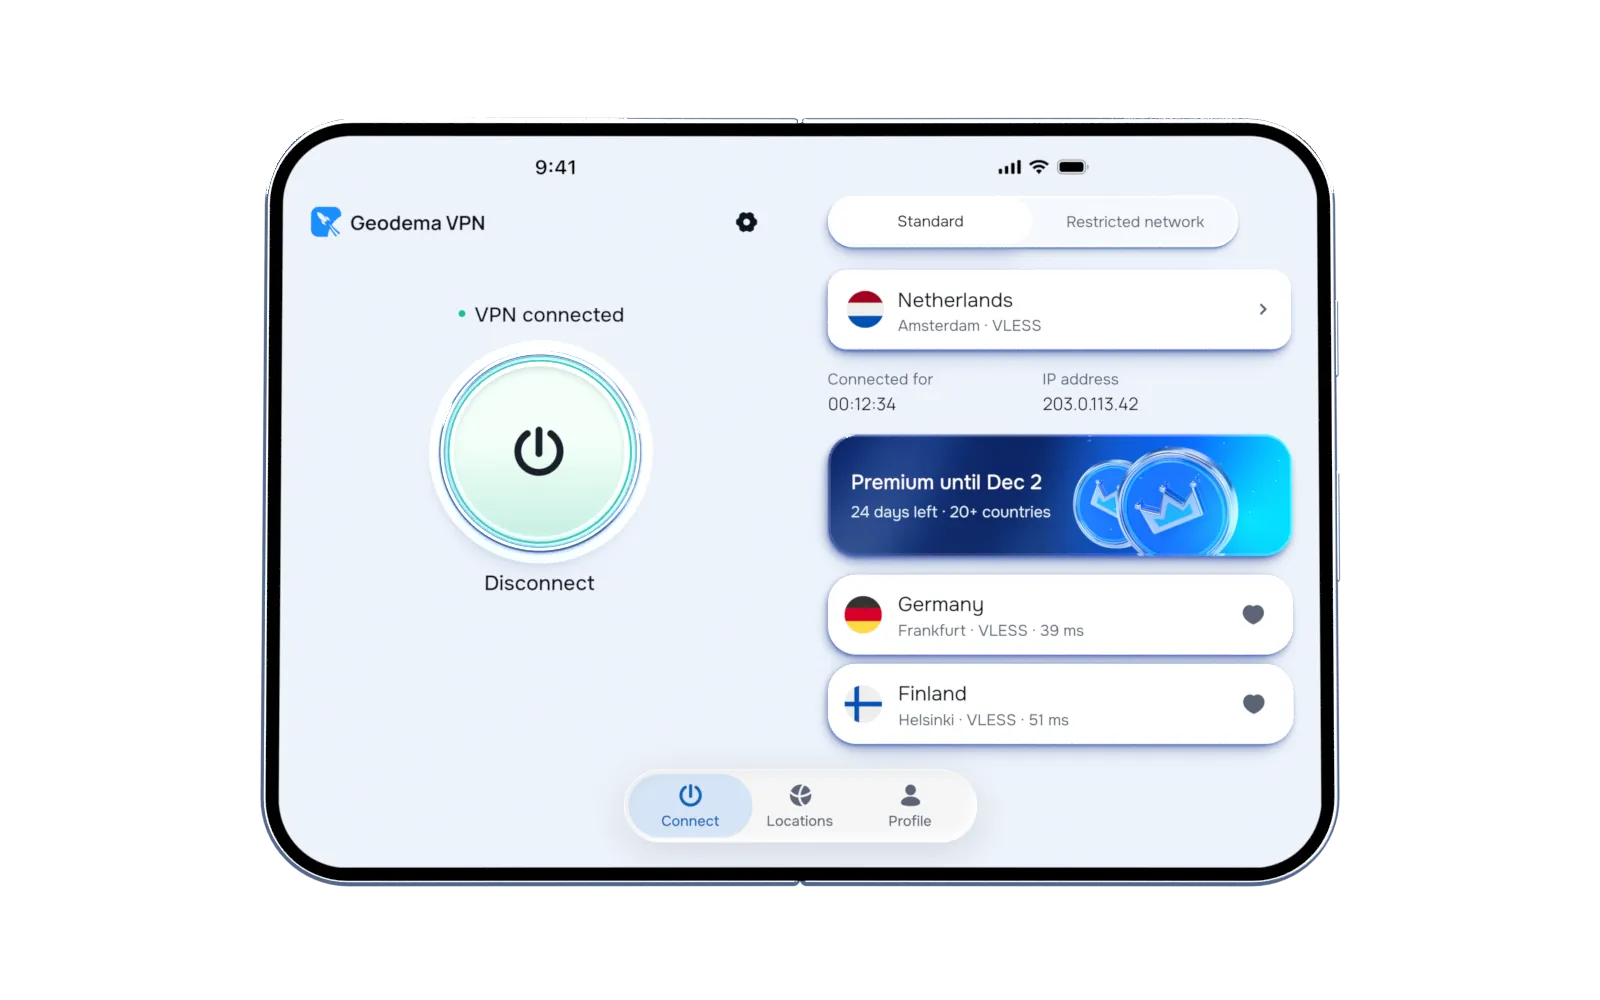 9:41
Geodema VPN
VPN connected
Disconnect
Standard
Restricted network
Netherlands
Amsterdam · VLESS
Connected for
00:12:34
IP address
203.0.113.42
Premium until Dec 2
24 days left · 20+ countries
Germany
Frankfurt · VLESS · 39 ms
Finland
Helsinki · VLESS · 51 ms
Connect
Locations
Profile